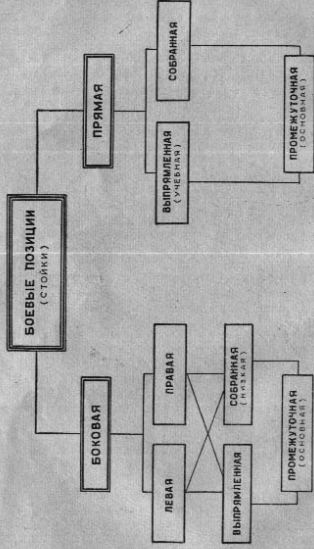 БОЕВЫЕ ПОЗИЦИИ
(СТОЙКИ)
БОКОВАЯ
ПРЯМАЯ
ЛЕВАЯ
ПРАВАЯ
ВЫПРЯМЛЕННАЯ
(УЧЕБНАЯ)
СОБРАННАЯ
ВЫПРЯМЛЕННАЯ
СОБРАННАЯ
(НИЗКАЯ)
ПРОМЕЖУТОЧНАЯ
(ОСНОВНАЯ)
ПРОМЕЖУТОЧНАЯ
(ОСНОВНАЯ)